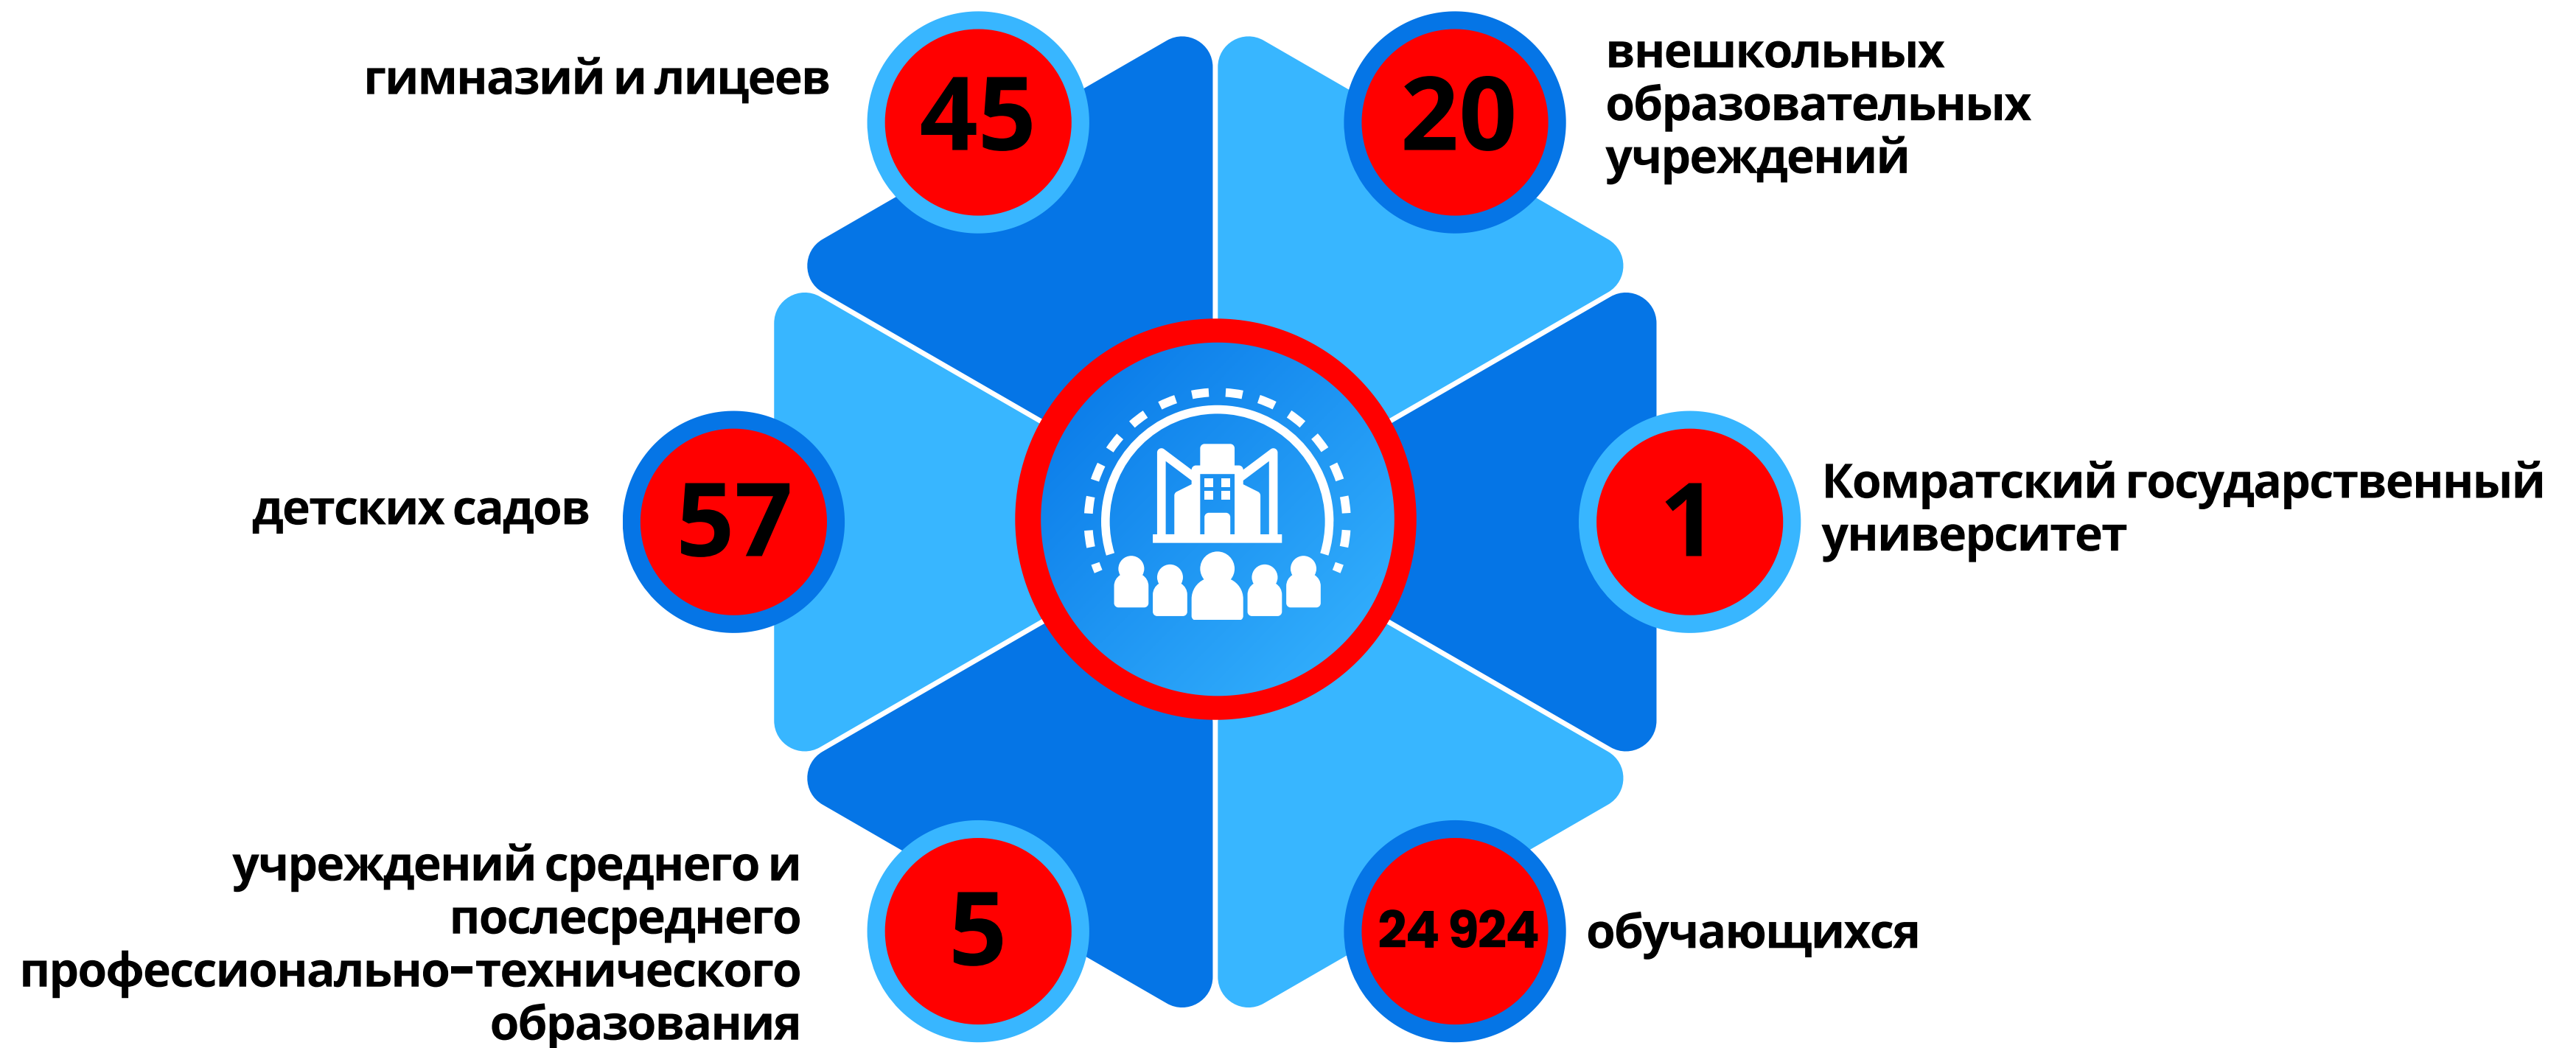 гимназий и лицеев
45
20
внешкольных
образовательных
учреждений
детских садов
57
1
Комратский государственный
университет
учреждений среднего и
послесреднего
профессионально-технического
образования
5
24 924
обучающихся